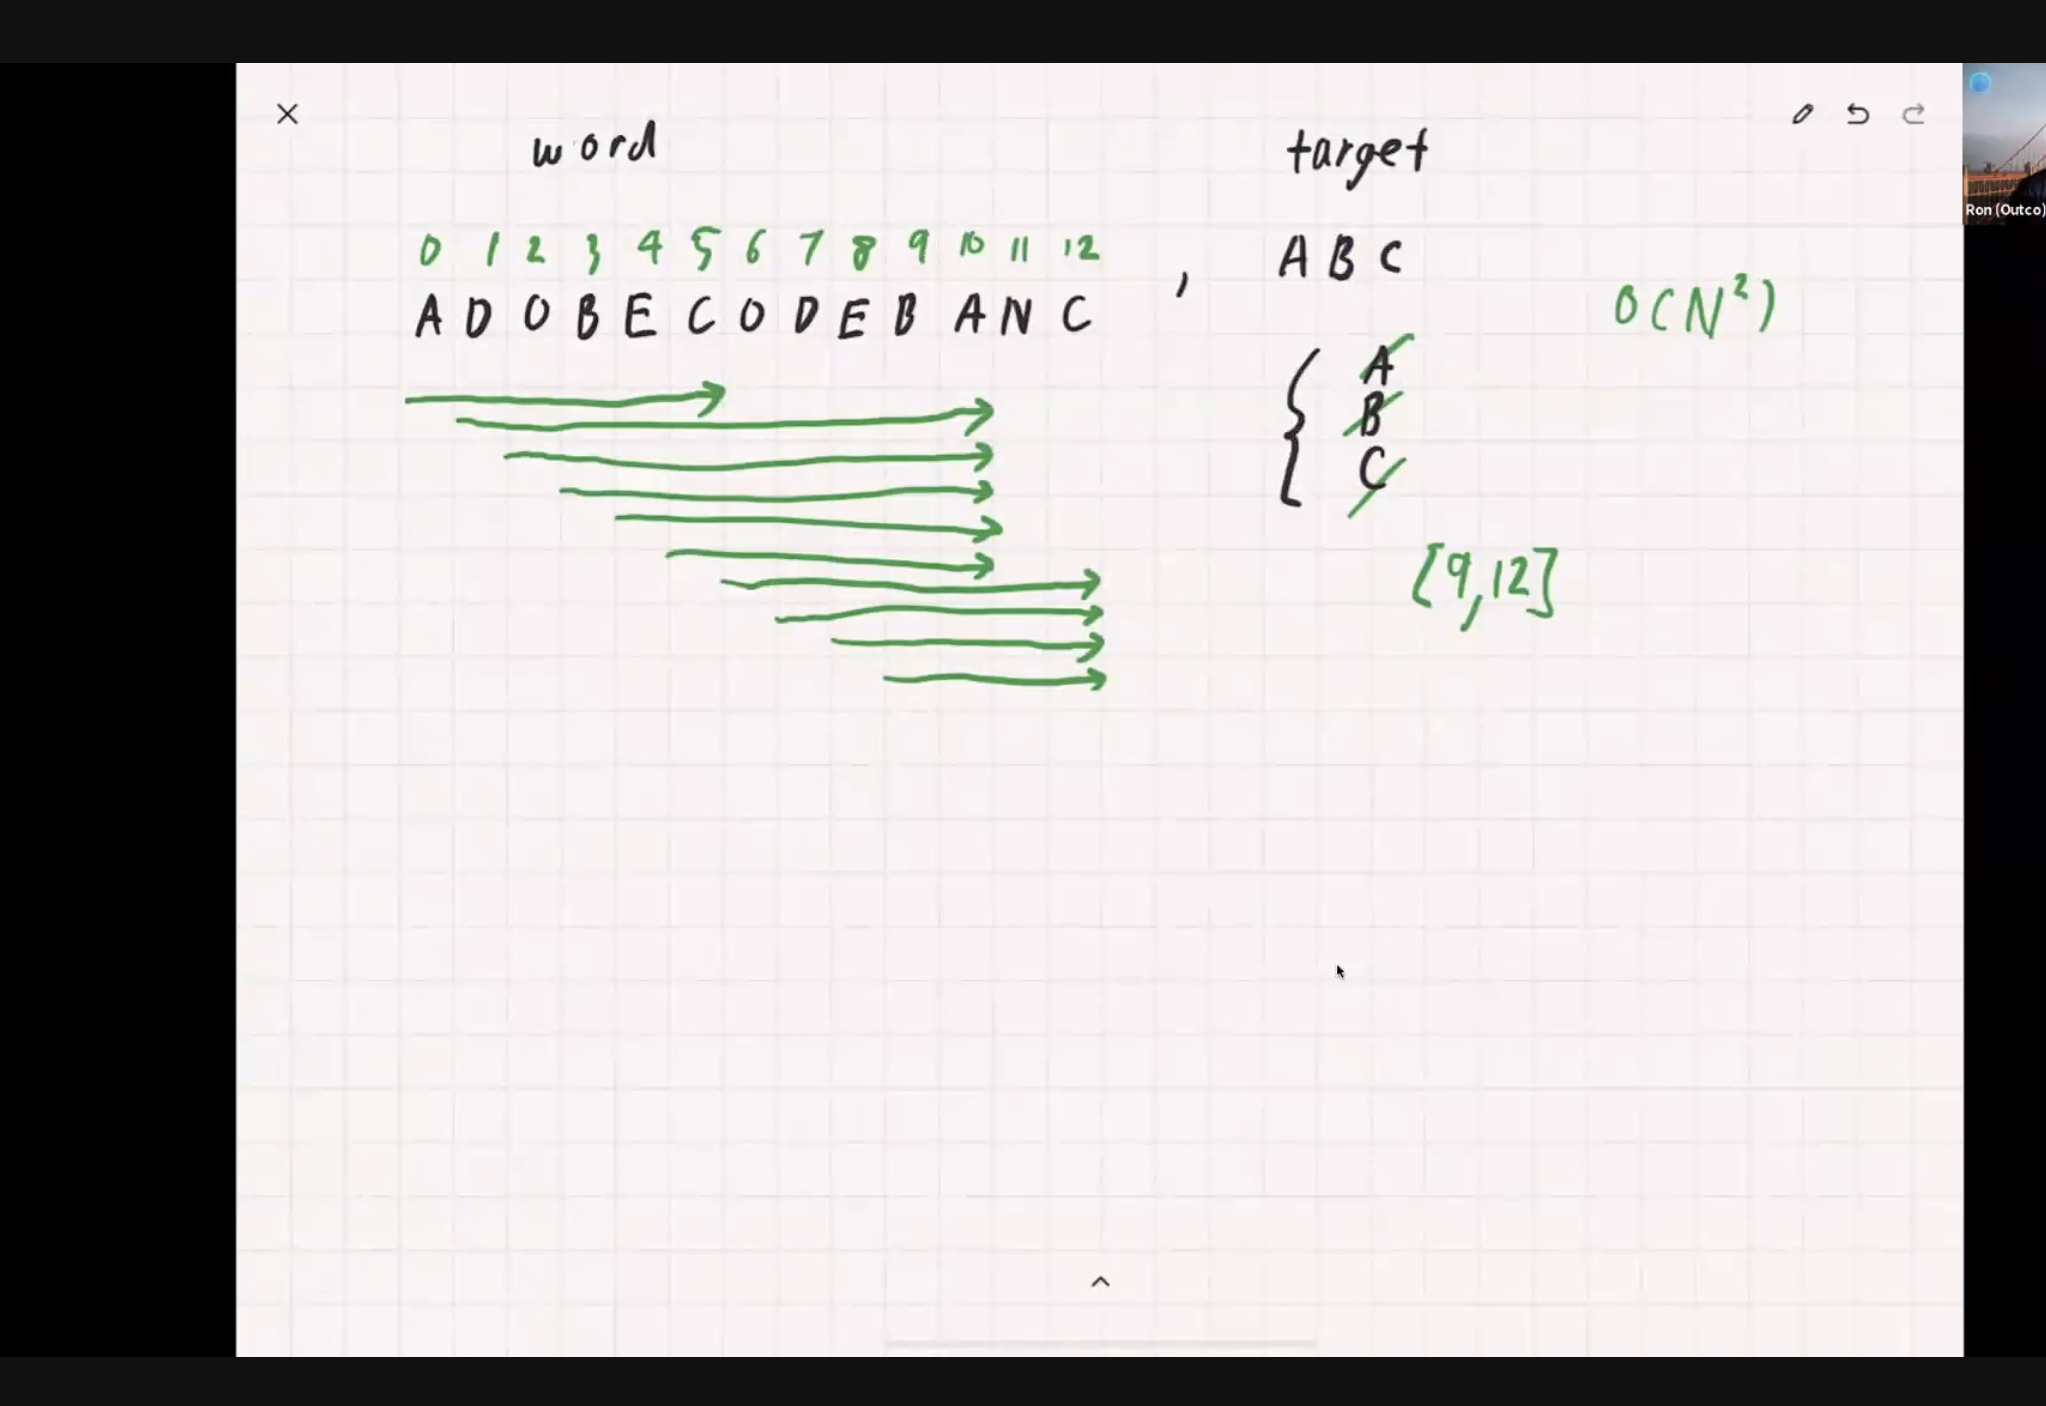 word target
0 1 2 3 4 5 6 7 8 9 10 11 12
A D O B E C O D E B A N C , A B C
O(N²)
{ A
B
C
[9,12]
Ron (Outco)